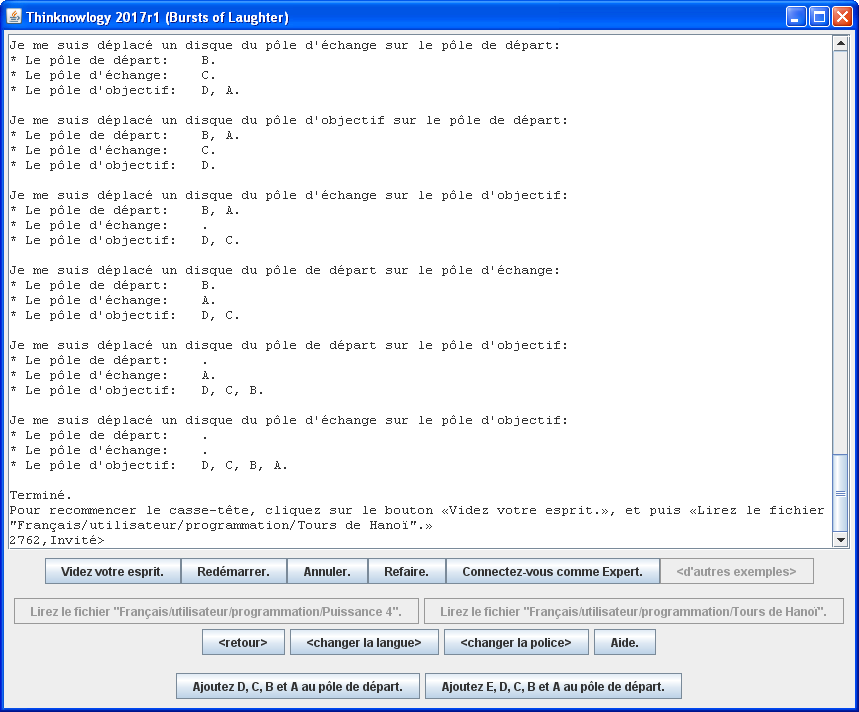 Thinknowlogy 2017r1 (Bursts of Laughter)
Je me suis déplacé un disque du pôle d'échange sur le pôle de départ:
* Le pôle de départ:    B.
* Le pôle d'échange:    C.
* Le pôle d'objectif:   D, A.
Je me suis déplacé un disque du pôle d'objectif sur le pôle de départ:
* Le pôle de départ:    B, A.
* Le pôle d'échange:    C.
* Le pôle d'objectif:   D.
Je me suis déplacé un disque du pôle d'échange sur le pôle d'objectif:
* Le pôle de départ:    B, A.
* Le pôle d'échange:    .
* Le pôle d'objectif:   D, C.
Je me suis déplacé un disque du pôle de départ sur le pôle d'échange:
* Le pôle de départ:    B.
* Le pôle d'échange:    A.
* Le pôle d'objectif:   D, C.
Je me suis déplacé un disque du pôle de départ sur le pôle d'objectif:
* Le pôle de départ:    .
* Le pôle d'échange:    A.
* Le pôle d'objectif:   D, C, B.
Je me suis déplacé un disque du pôle d'échange sur le pôle d'objectif:
* Le pôle de départ:    .
* Le pôle d'échange:    .
* Le pôle d'objectif:   D, C, B, A.
Terminé.
Pour recommencer le casse-tête, cliquez sur le bouton «Videz votre esprit.», et puis «Lirez le fichier
"Français/utilisateur/programmation/Tours de Hanoï".»
2762,Invité>
Videz votre esprit. Redémarrer. Annuler. Refaire. Connectez-vous comme Expert. <d'autres exemples>
Lirez le fichier "Français/utilisateur/programmation/Puissance 4". Lirez le fichier "Français/utilisateur/programmation/Tours de Hanoï".
<retour> <changer la langue> <changer la police> Aide.
Ajoutez D, C, B et A au pôle de départ. Ajoutez E, D, C, B et A au pôle de départ.